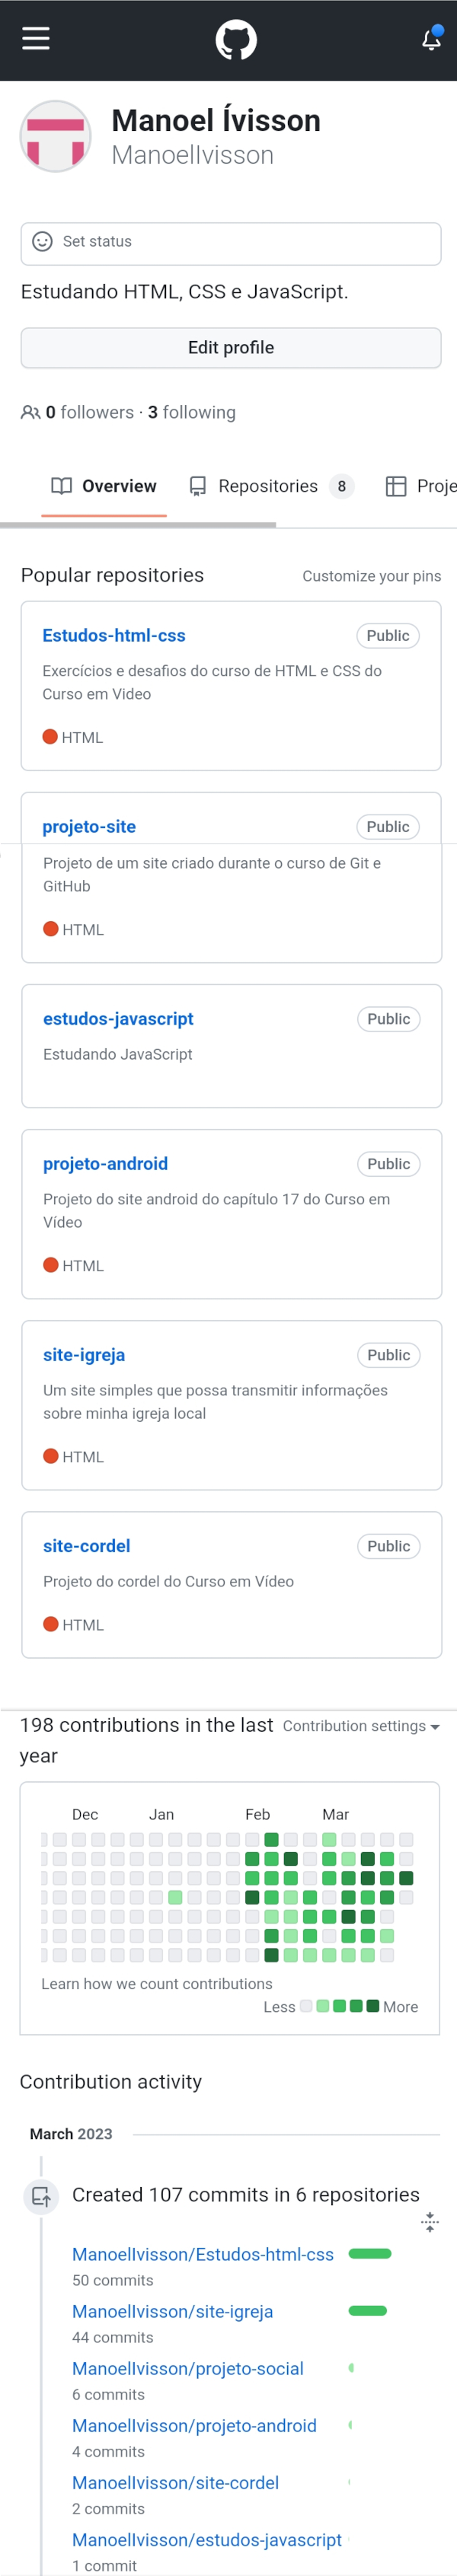 Manoel Ívisson
ManoelIvisson
Set status
Estudando HTML, CSS e JavaScript.
Edit profile
0 followers · 3 following
Overview Repositories 8 Proje
Popular repositories Customize your pins
Estudos-html-css Public
Exercícios e desafios do curso de HTML e CSS do
Curso em Video
HTML
projeto-site Public
Projeto de um site criado durante o curso de Git e
GitHub
HTML
estudos-javascript Public
Estudando JavaScript
projeto-android Public
Projeto do site android do capítulo 17 do Curso em
Vídeo
HTML
site-igreja Public
Um site simples que possa transmitir informações
sobre minha igreja local
HTML
site-cordel Public
Projeto do cordel do Curso em Vídeo
HTML
198 contributions in the last Contribution settings
year
Dec Jan Feb Mar
Learn how we count contributions
Less More
Contribution activity
March 2023
Created 107 commits in 6 repositories
ManoelIvisson/Estudos-html-css
50 commits
ManoelIvisson/site-igreja
44 commits
ManoelIvisson/projeto-social
6 commits
ManoelIvisson/projeto-android
4 commits
ManoelIvisson/site-cordel
2 commits
ManoelIvisson/estudos-javascript
1 commit